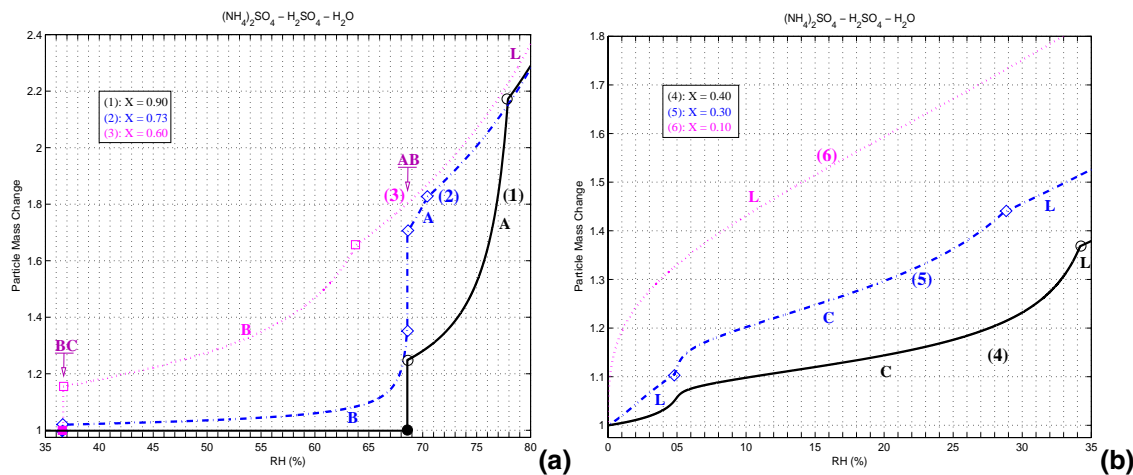 (NH4)2SO4 − H2SO4 − H2O
2.4
2.2
2
1.8
1.6
1.4
1.2
1
Particle Mass Change
(1): X = 0.90
(2): X = 0.73
(3): X = 0.60
L
AB
(3)
(2)
(1)
A
A
B
BC
B
35
40
45
50
55
60
65
70
75
80
RH (%)
(a)
(NH4)2SO4 − H2SO4 − H2O
1.8
1.7
1.6
1.5
1.4
1.3
1.2
1.1
1
Particle Mass Change
(4): X = 0.40
(5): X = 0.30
(6): X = 0.10
(6)
L
L
(5)
L
C
(4)
C
L
0
5
10
15
20
25
30
35
RH (%)
(b)